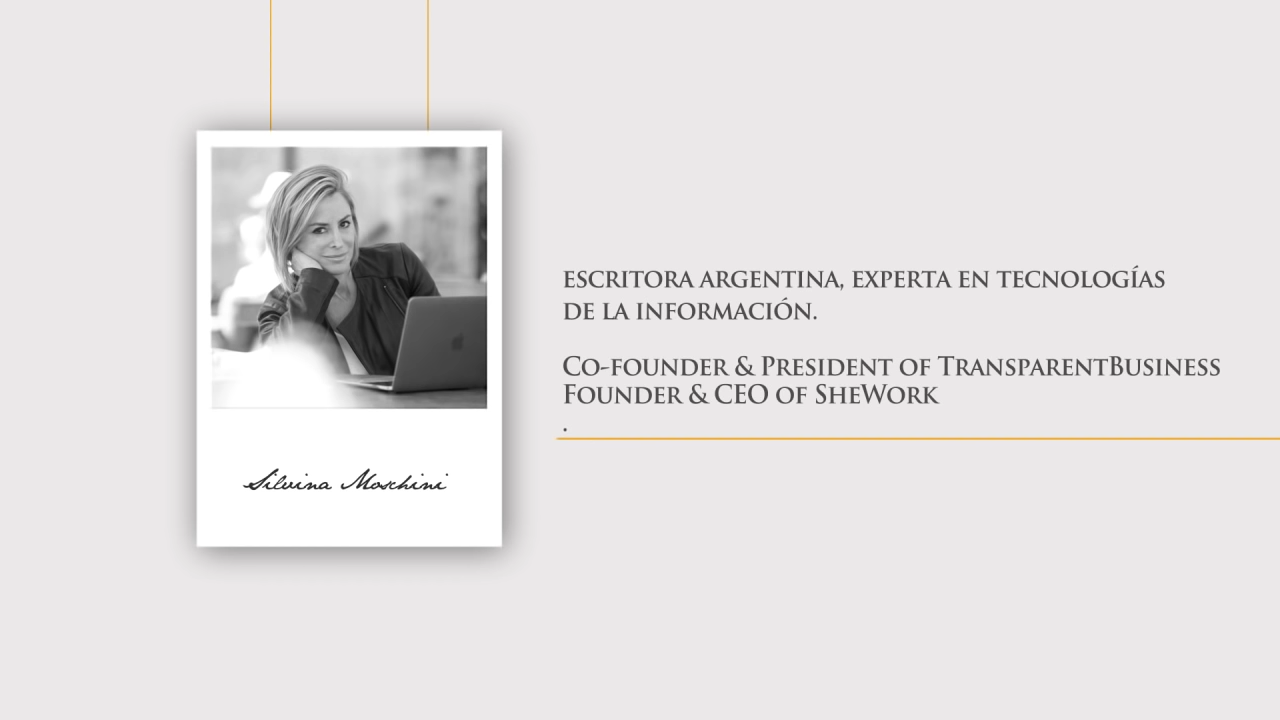 ESCRITORA ARGENTINA, EXPERTA EN TECNOLOGÍAS
DE LA INFORMACIÓN.
CO-FOUNDER & PRESIDENT OF TRANSPARENTBUSINESS
FOUNDER & CEO OF SHEWORK
.
Silvina Moschini